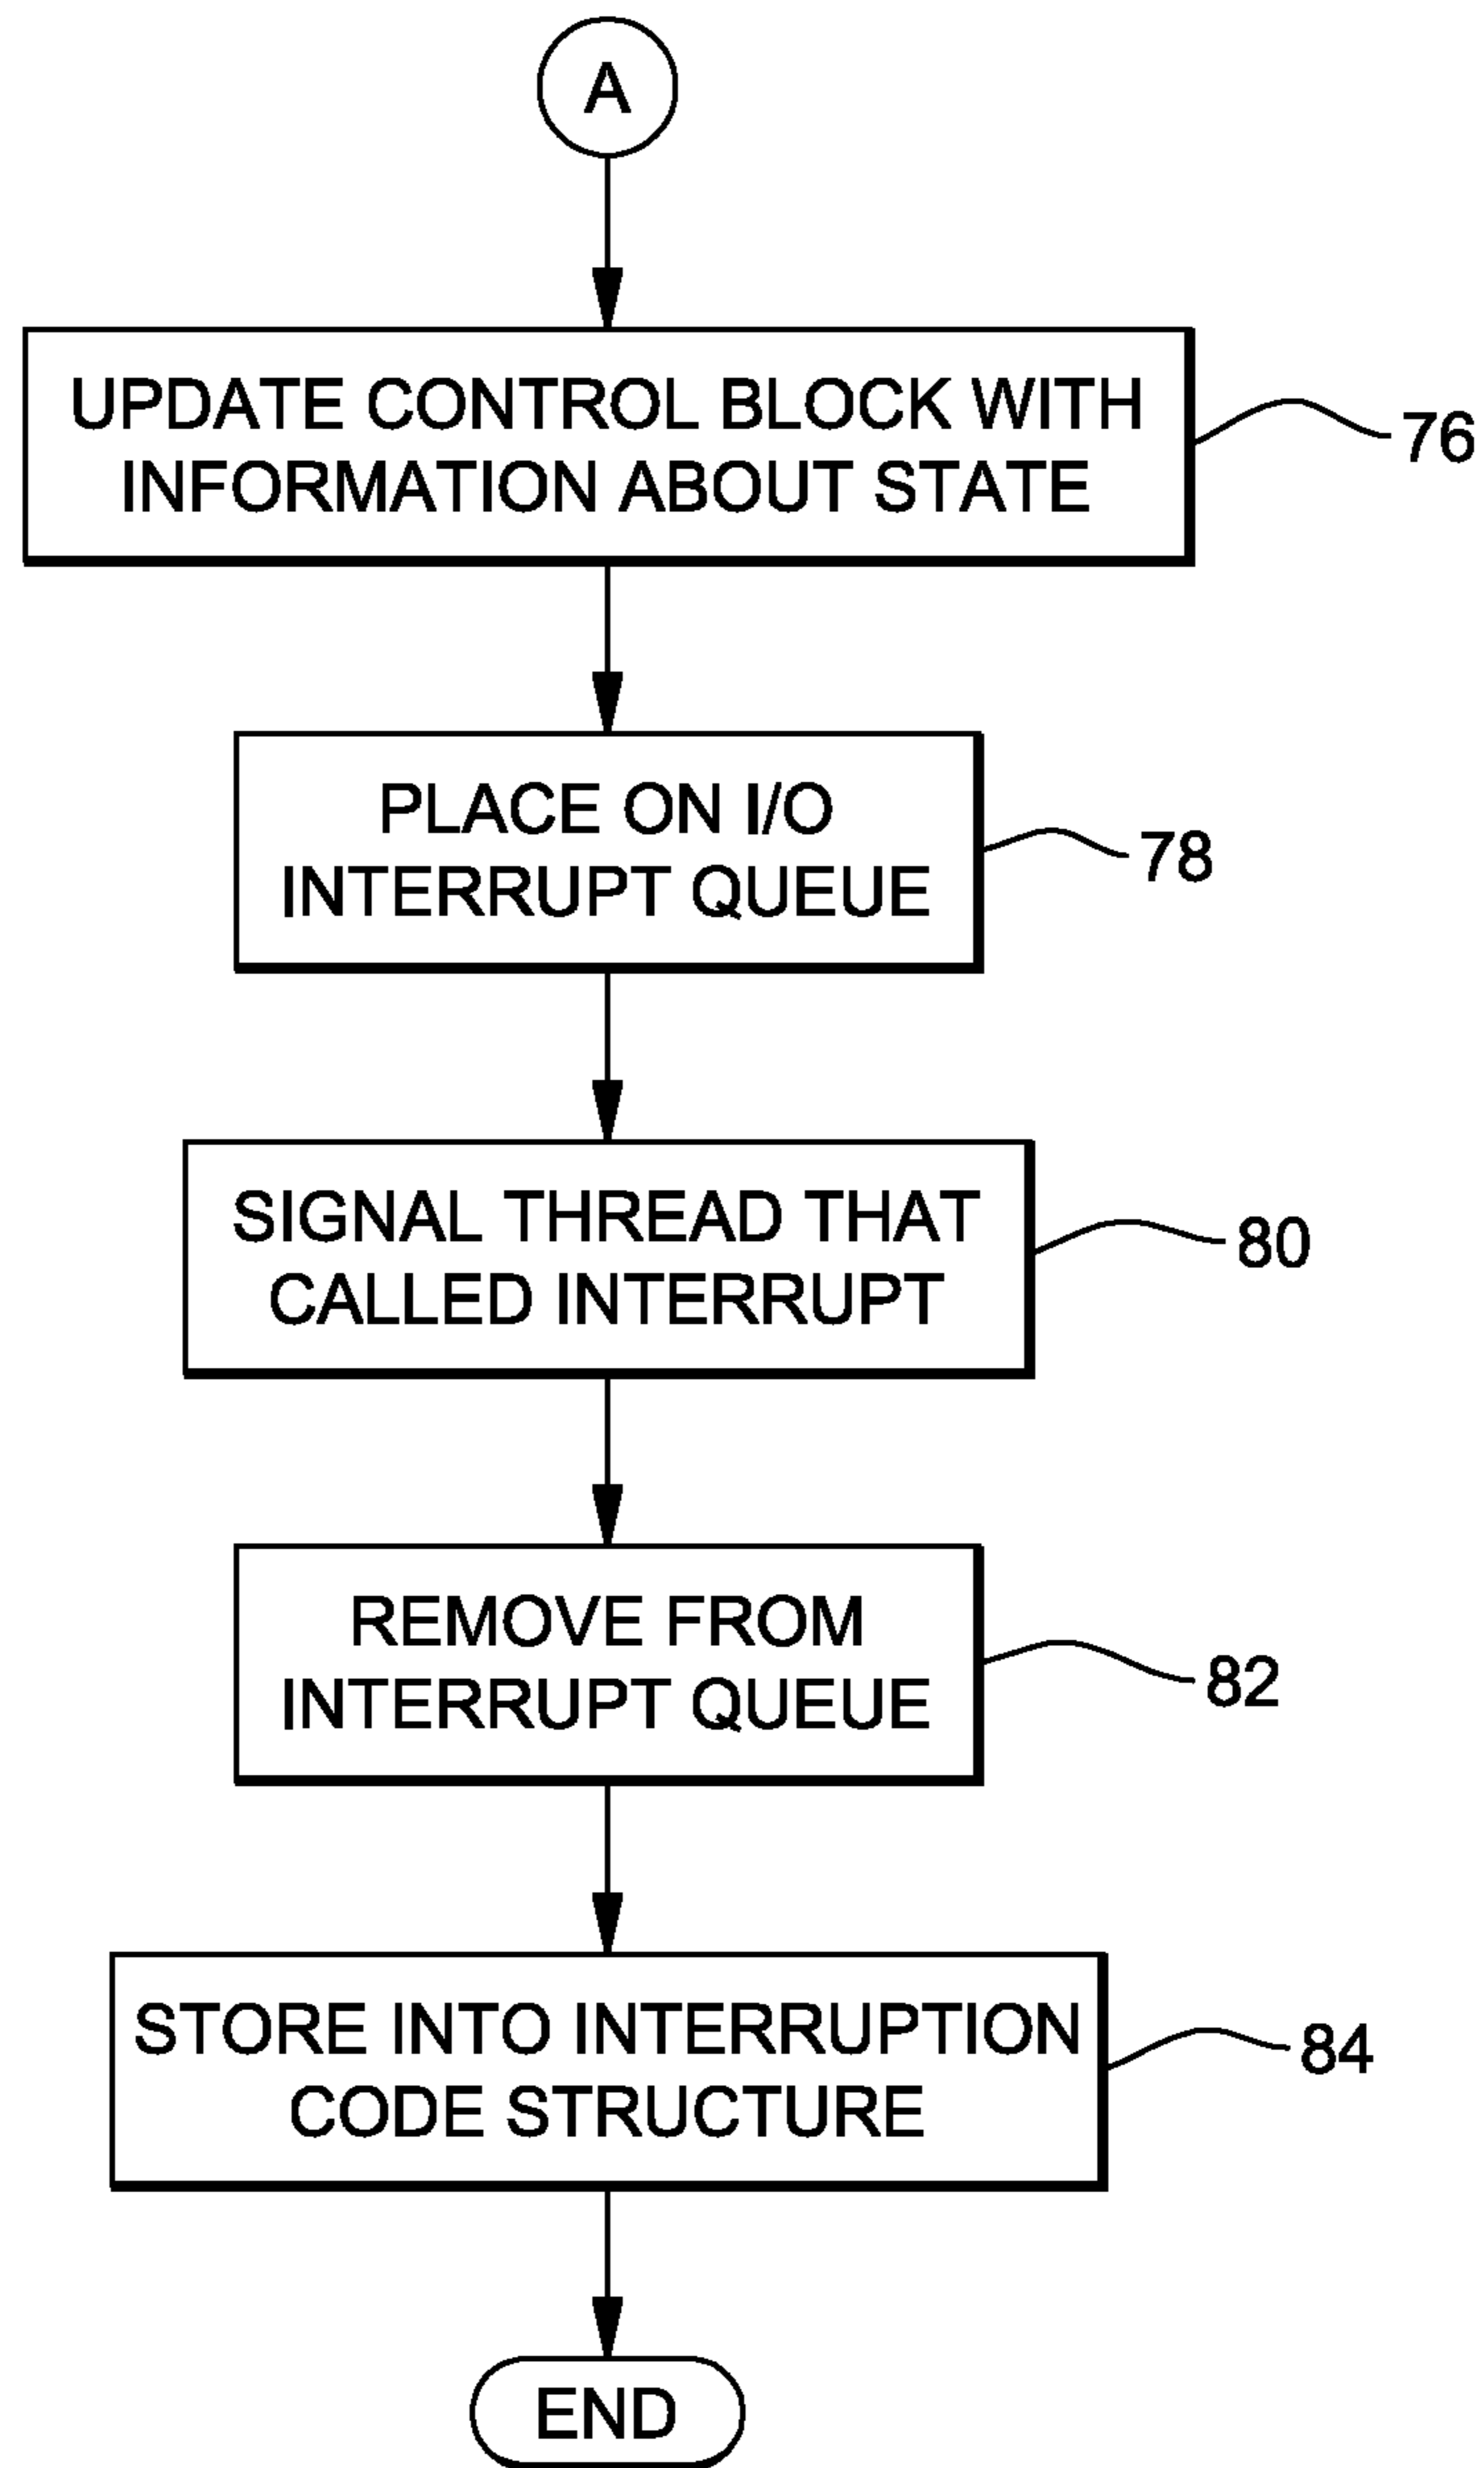 A
UPDATE CONTROL BLOCK WITH
INFORMATION ABOUT STATE
76
PLACE ON I/O
INTERRUPT QUEUE
78
SIGNAL THREAD THAT
CALLED INTERRUPT
80
REMOVE FROM
INTERRUPT QUEUE
82
STORE INTO INTERRUPTION
CODE STRUCTURE
84
END